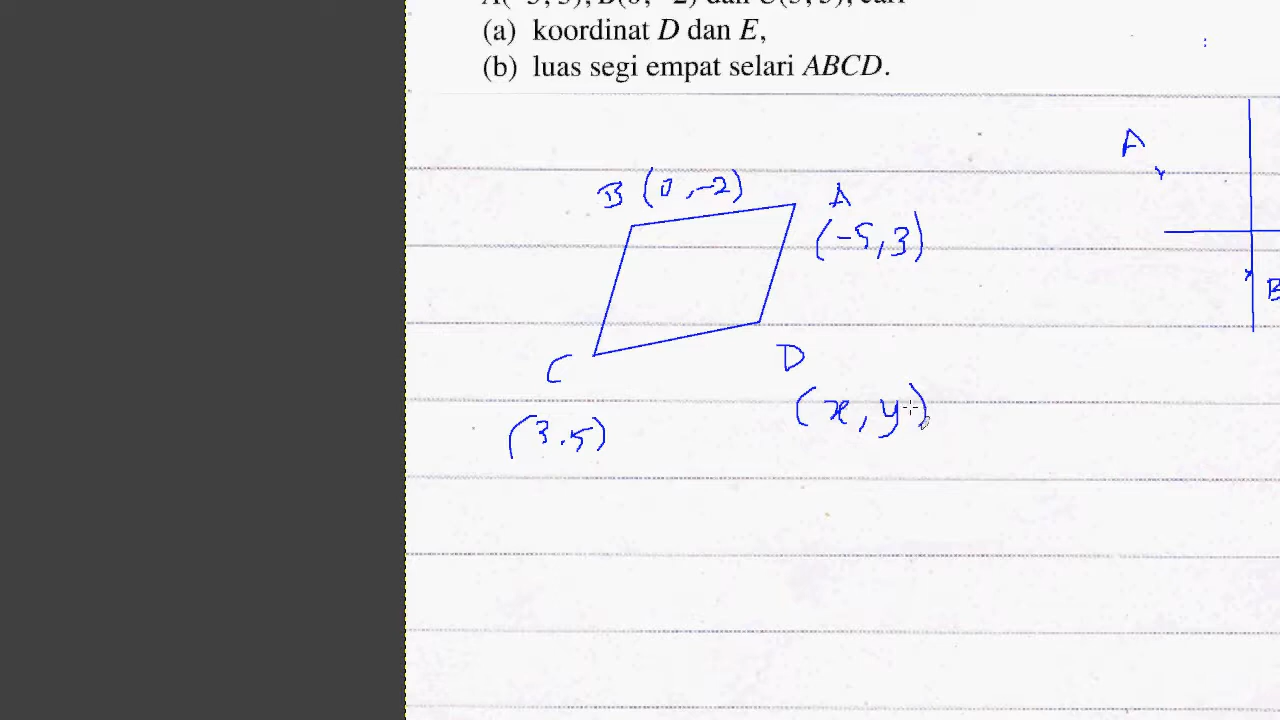 (a) koordinat D dan E,
(b) luas segi empat selari ABCD.
A
B (0, -2) A
(-5, 3)
B
C D
(x, y)
(3, 5)